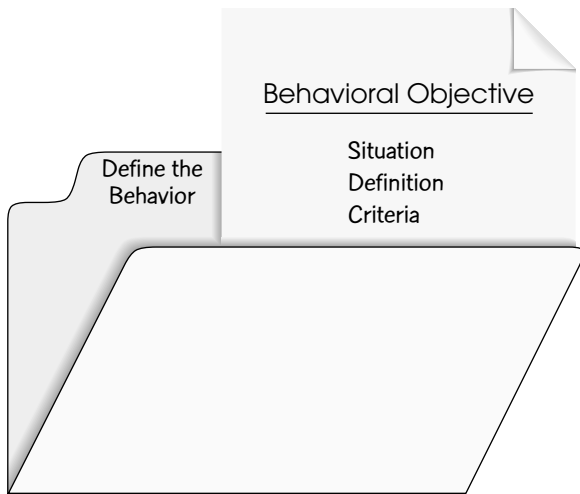 Behavioral Objective
Situation
Definition
Criteria
Define the
Behavior